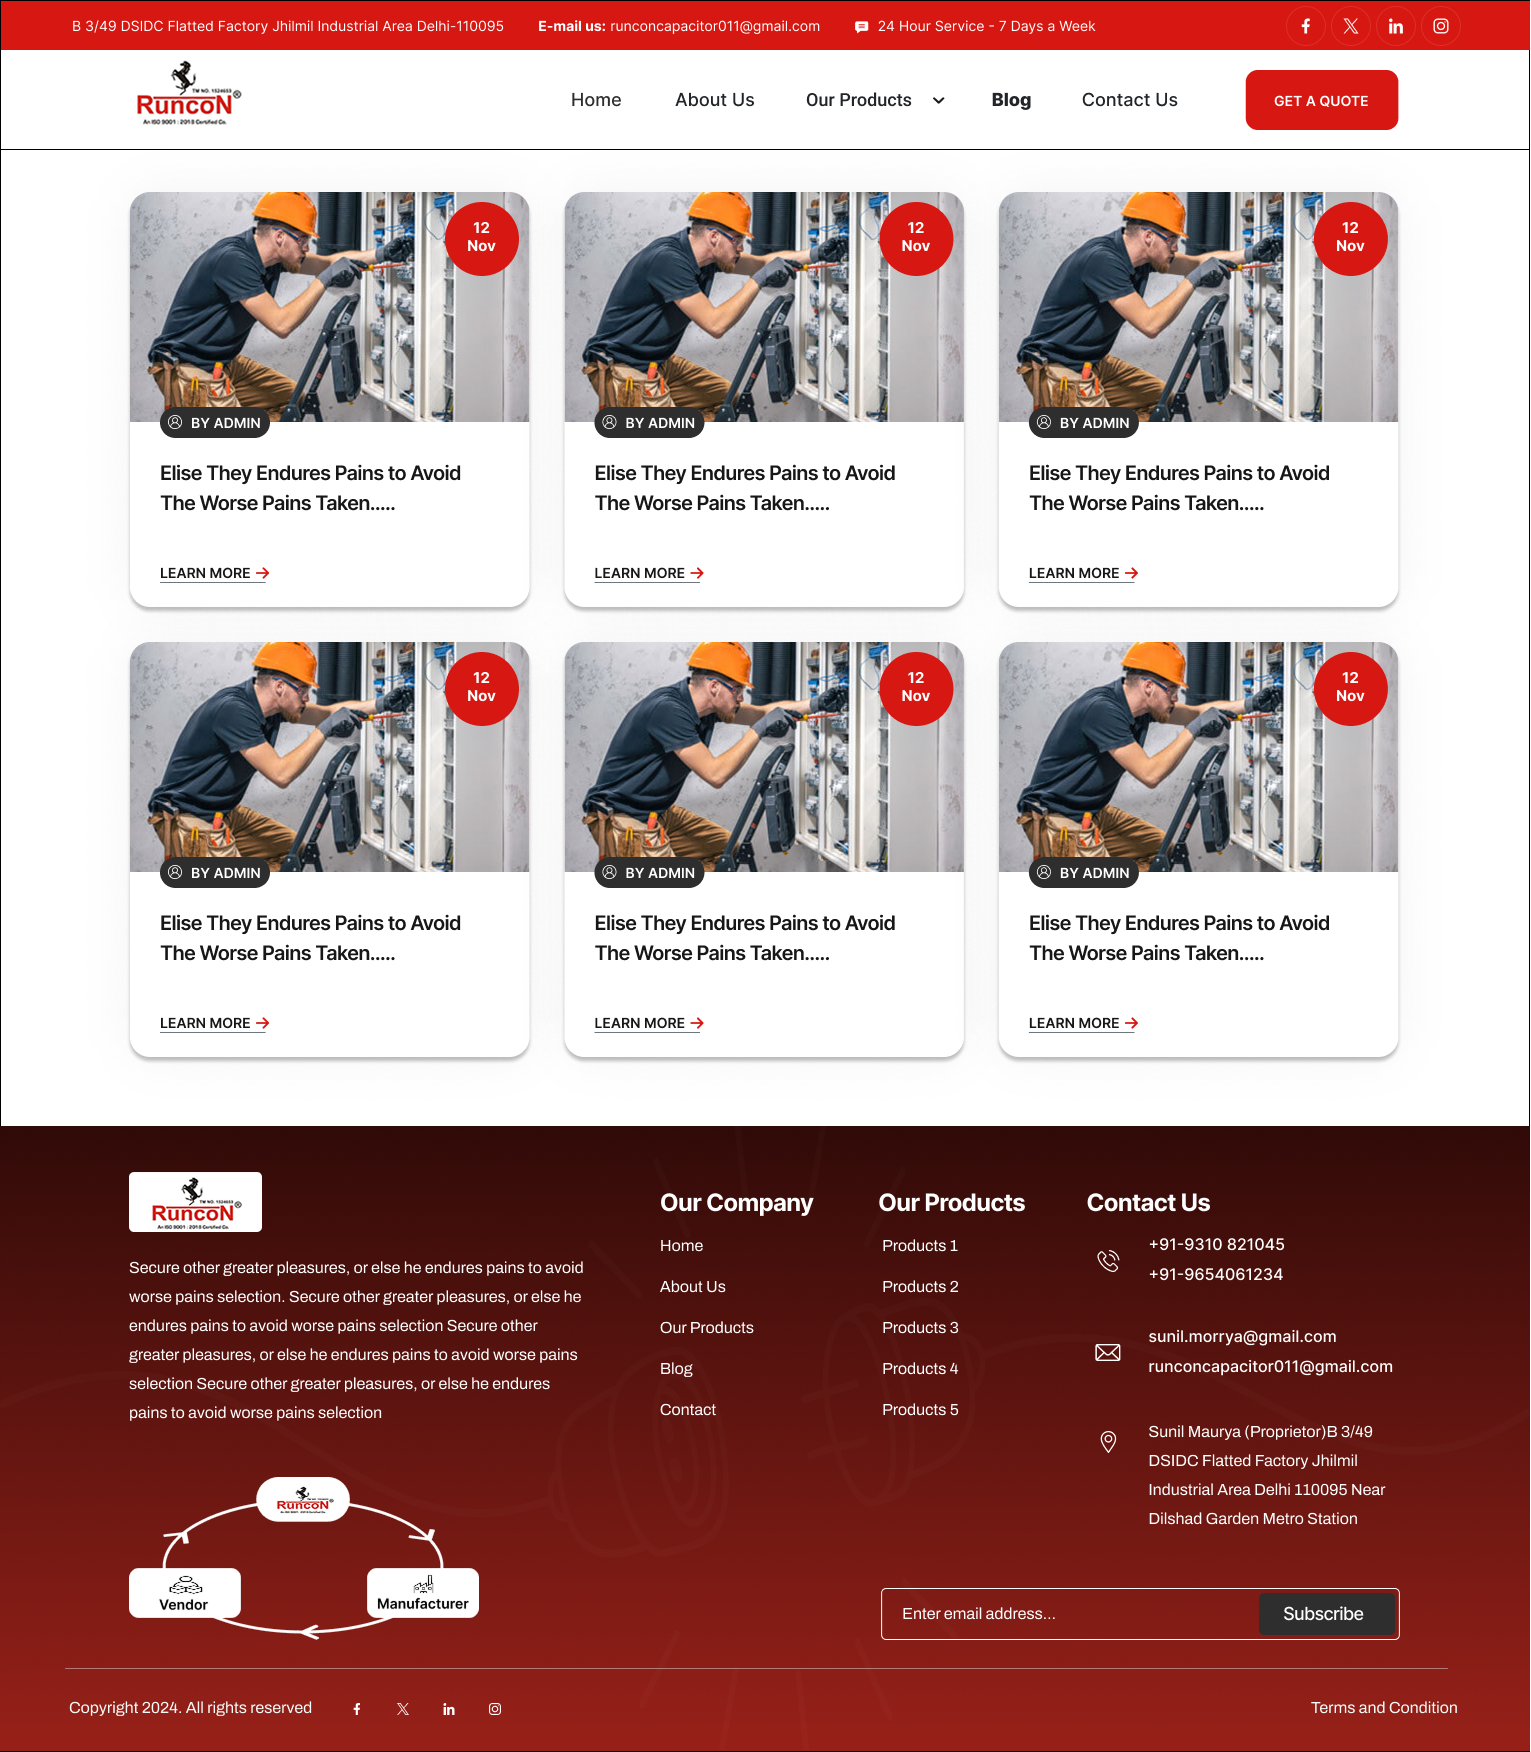 B 3/49 DSIDC Flatted Factory Jhilmil Industrial Area Delhi-110095
E-mail us: runconcapacitor011@gmail.com
24 Hour Service - 7 Days a Week
TM NO. 1524653
RuncoN®
An ISO 9001 : 2015 Certified Co.
Home
About Us
Our Products
Blog
Contact Us
GET A QUOTE
12
Nov
12
Nov
12
Nov
BY ADMIN
BY ADMIN
BY ADMIN
Elise They Endures Pains to Avoid
The Worse Pains Taken.....
Elise They Endures Pains to Avoid
The Worse Pains Taken.....
Elise They Endures Pains to Avoid
The Worse Pains Taken.....
LEARN MORE
LEARN MORE
LEARN MORE
12
Nov
12
Nov
12
Nov
BY ADMIN
BY ADMIN
BY ADMIN
Elise They Endures Pains to Avoid
The Worse Pains Taken.....
Elise They Endures Pains to Avoid
The Worse Pains Taken.....
Elise They Endures Pains to Avoid
The Worse Pains Taken.....
LEARN MORE
LEARN MORE
LEARN MORE
TM NO. 1524653
RuncoN®
An ISO 9001 : 2015 Certified Co.
Secure other greater pleasures, or else he endures pains to avoid
worse pains selection. Secure other greater pleasures, or else he
endures pains to avoid worse pains selection Secure other
greater pleasures, or else he endures pains to avoid worse pains
selection Secure other greater pleasures, or else he endures
pains to avoid worse pains selection
RuncoN®
Vendor
Manufacturer
Our Company
Home
About Us
Our Products
Blog
Contact
Our Products
Products 1
Products 2
Products 3
Products 4
Products 5
Contact Us
+91-9310 821045
+91-9654061234
sunil.morrya@gmail.com
runconcapacitor011@gmail.com
Sunil Maurya (Proprietor)B 3/49
DSIDC Flatted Factory Jhilmil
Industrial Area Delhi 110095 Near
Dilshad Garden Metro Station
Enter email address...
Subscribe
Copyright 2024. All rights reserved
Terms and Condition